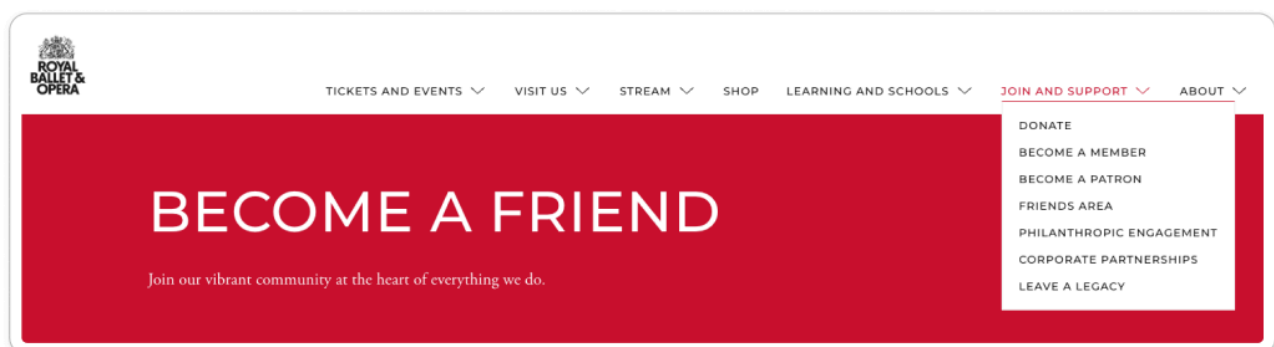 ROYAL
BALLET &
OPERA
TICKETS AND EVENTS VISIT US STREAM SHOP LEARNING AND SCHOOLS JOIN AND SUPPORT ABOUT
DONATE
BECOME A MEMBER
BECOME A PATRON
FRIENDS AREA
PHILANTHROPIC ENGAGEMENT
CORPORATE PARTNERSHIPS
LEAVE A LEGACY
BECOME A FRIEND
Join our vibrant community at the heart of everything we do.